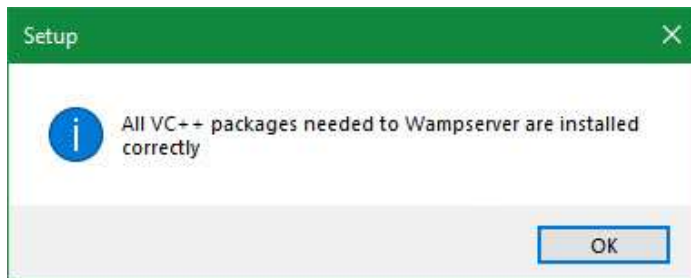 Setup
All VC++ packages needed to Wampserver are installed
correctly
OK